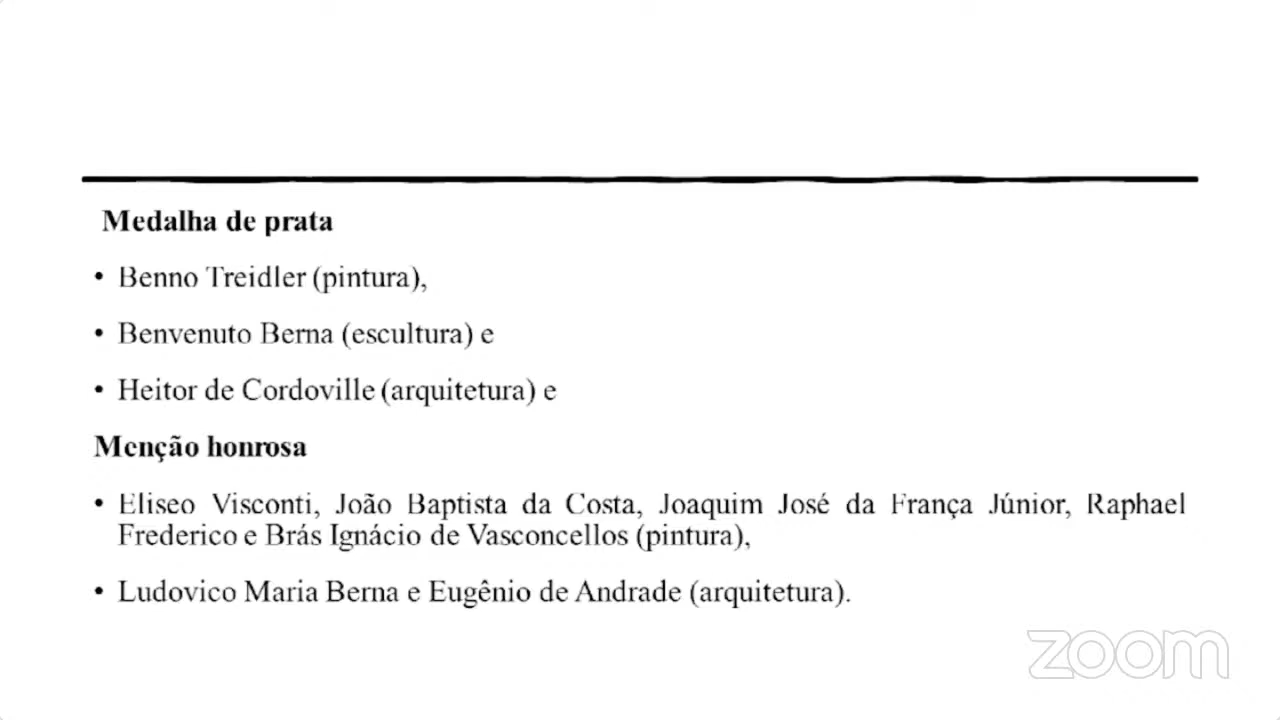 Medalha de prata
• Benno Treidler (pintura),
• Benvenuto Berna (escultura) e
• Heitor de Cordoville (arquitetura) e
Menção honrosa
• Eliseo Visconti, João Baptista da Costa, Joaquim José da França Júnior, Raphael
Frederico e Brás Ignácio de Vasconcellos (pintura),
• Ludovico Maria Berna e Eugênio de Andrade (arquitetura).
zoom